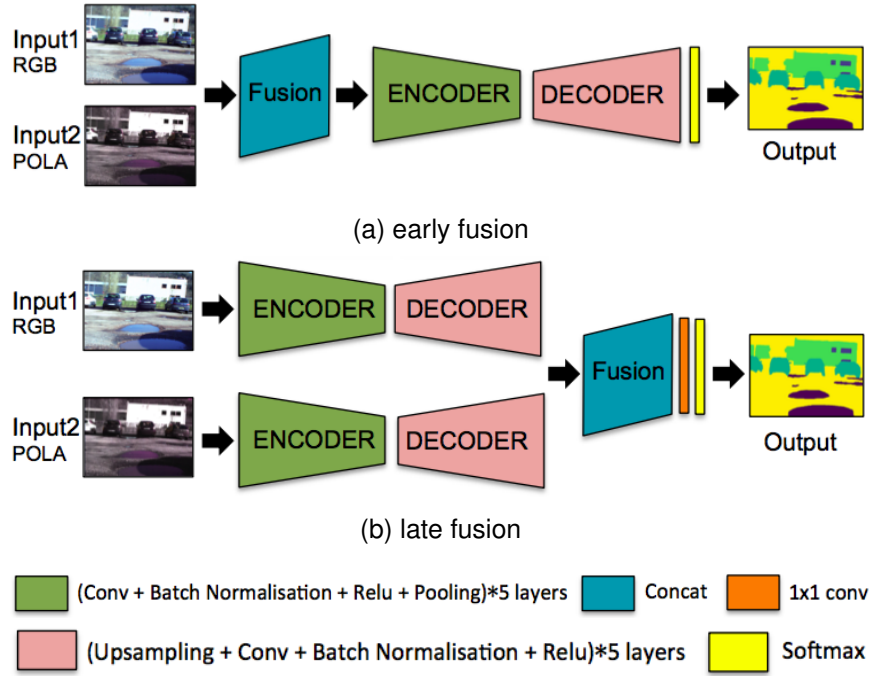 Input1
RGB
Input2
POLA
Fusion
ENCODER
DECODER
Output
(a) early fusion
Input1
RGB
ENCODER
DECODER
Input2
POLA
ENCODER
DECODER
Fusion
Output
(b) late fusion
(Conv + Batch Normalisation + Relu + Pooling)*5 layers
Concat
1x1 conv
(Upsampling + Conv + Batch Normalisation + Relu)*5 layers
Softmax